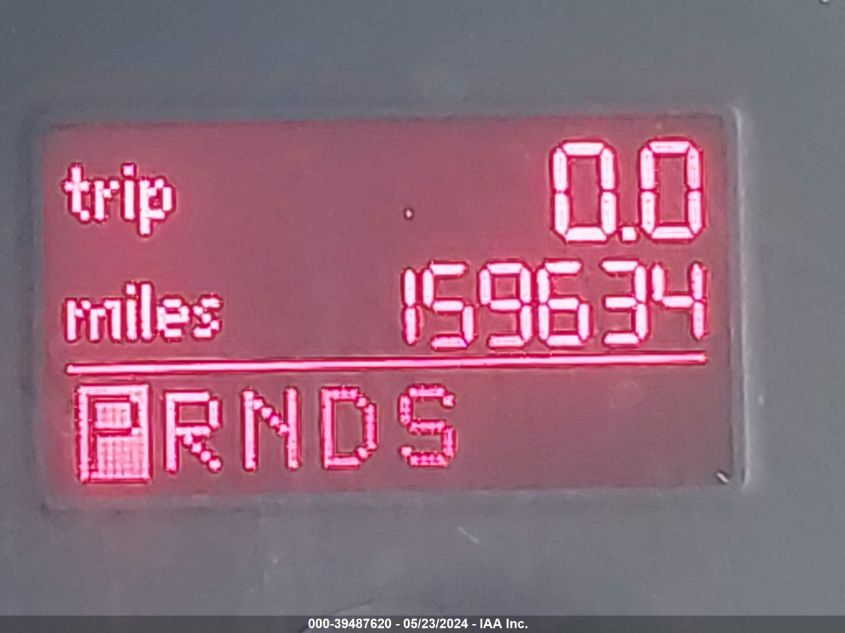 trip 0.0
miles 159634
PRNDS
000-39487620 - 05/23/2024 - IAA Inc.